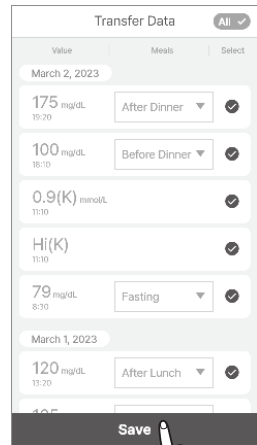 Transfer Data All
Value Meals Select
March 2, 2023
175 mg/dL After Dinner
19:20
100 mg/dL Before Dinner
18:10
0.9(K) mmol/L
11:10
Hi(K)
11:10
79 mg/dL Fasting
8:30
March 1, 2023
120 mg/dL After Lunch
13:20
Save